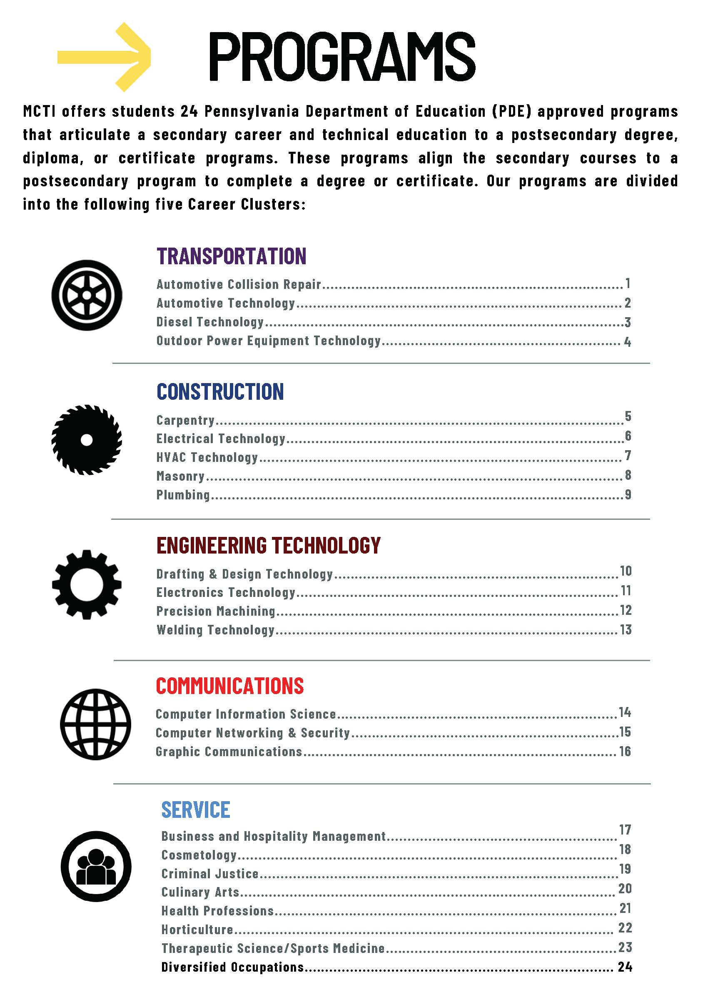 PROGRAMS
MCTI offers students 24 Pennsylvania Department of Education (PDE) approved programs
that articulate a secondary career and technical education to a postsecondary degree,
diploma, or certificate programs. These programs align the secondary courses to a
postsecondary program to complete a degree or certificate. Our programs are divided
into the following five Career Clusters:
TRANSPORTATION
Automotive Collision Repair........................................................................1
Automotive Technology.............................................................................. 2
Diesel Technology......................................................................................3
Outdoor Power Equipment Technology......................................................... 4
CONSTRUCTION
Carpentry..................................................................................................5
Electrical Technology.................................................................................6
HVAC Technology....................................................................................... 7
Masonry....................................................................................................8
Plumbing...................................................................................................9
ENGINEERING TECHNOLOGY
Drafting & Design Technology....................................................................10
Electronics Technology............................................................................. 11
Precision Machining..................................................................................12
Welding Technology.................................................................................. 13
COMMUNICATIONS
Computer Information Science...................................................................14
Computer Networking & Security................................................................15
Graphic Communications........................................................................... 16
SERVICE
Business and Hospitality Management....................................................... 17
Cosmetology........................................................................................... 18
Criminal Justice......................................................................................19
Culinary Arts.......................................................................................... 20
Health Professions.................................................................................. 21
Horticulture........................................................................................... 22
Therapeutic Science/Sports Medicine.......................................................23
Diversified Occupations.......................................................................... 24